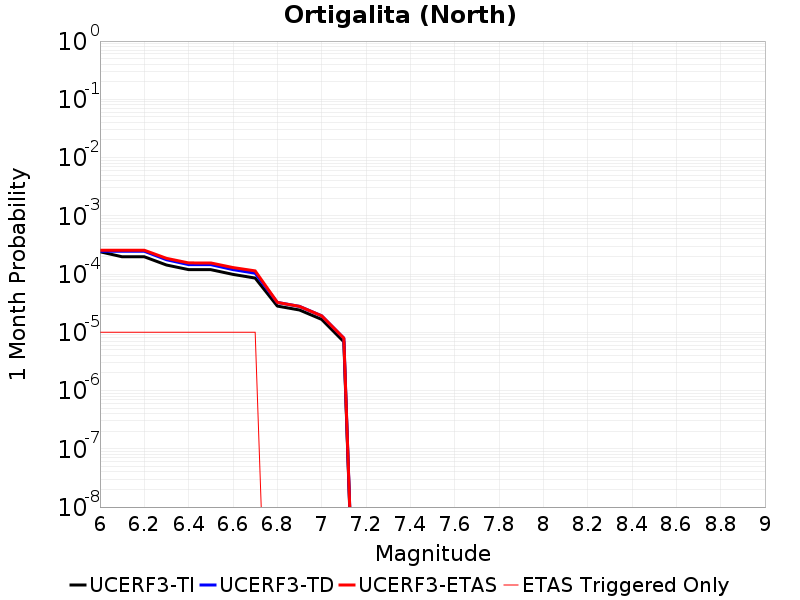 Ortigalita (North)
1 Month Probability
10^0
10^-1
10^-2
10^-3
10^-4
10^-5
10^-6
10^-7
10^-8
6 6.2 6.4 6.6 6.8 7 7.2 7.4 7.6 7.8 8 8.2 8.4 8.6 8.8 9
Magnitude
UCERF3-TI UCERF3-TD UCERF3-ETAS ETAS Triggered Only